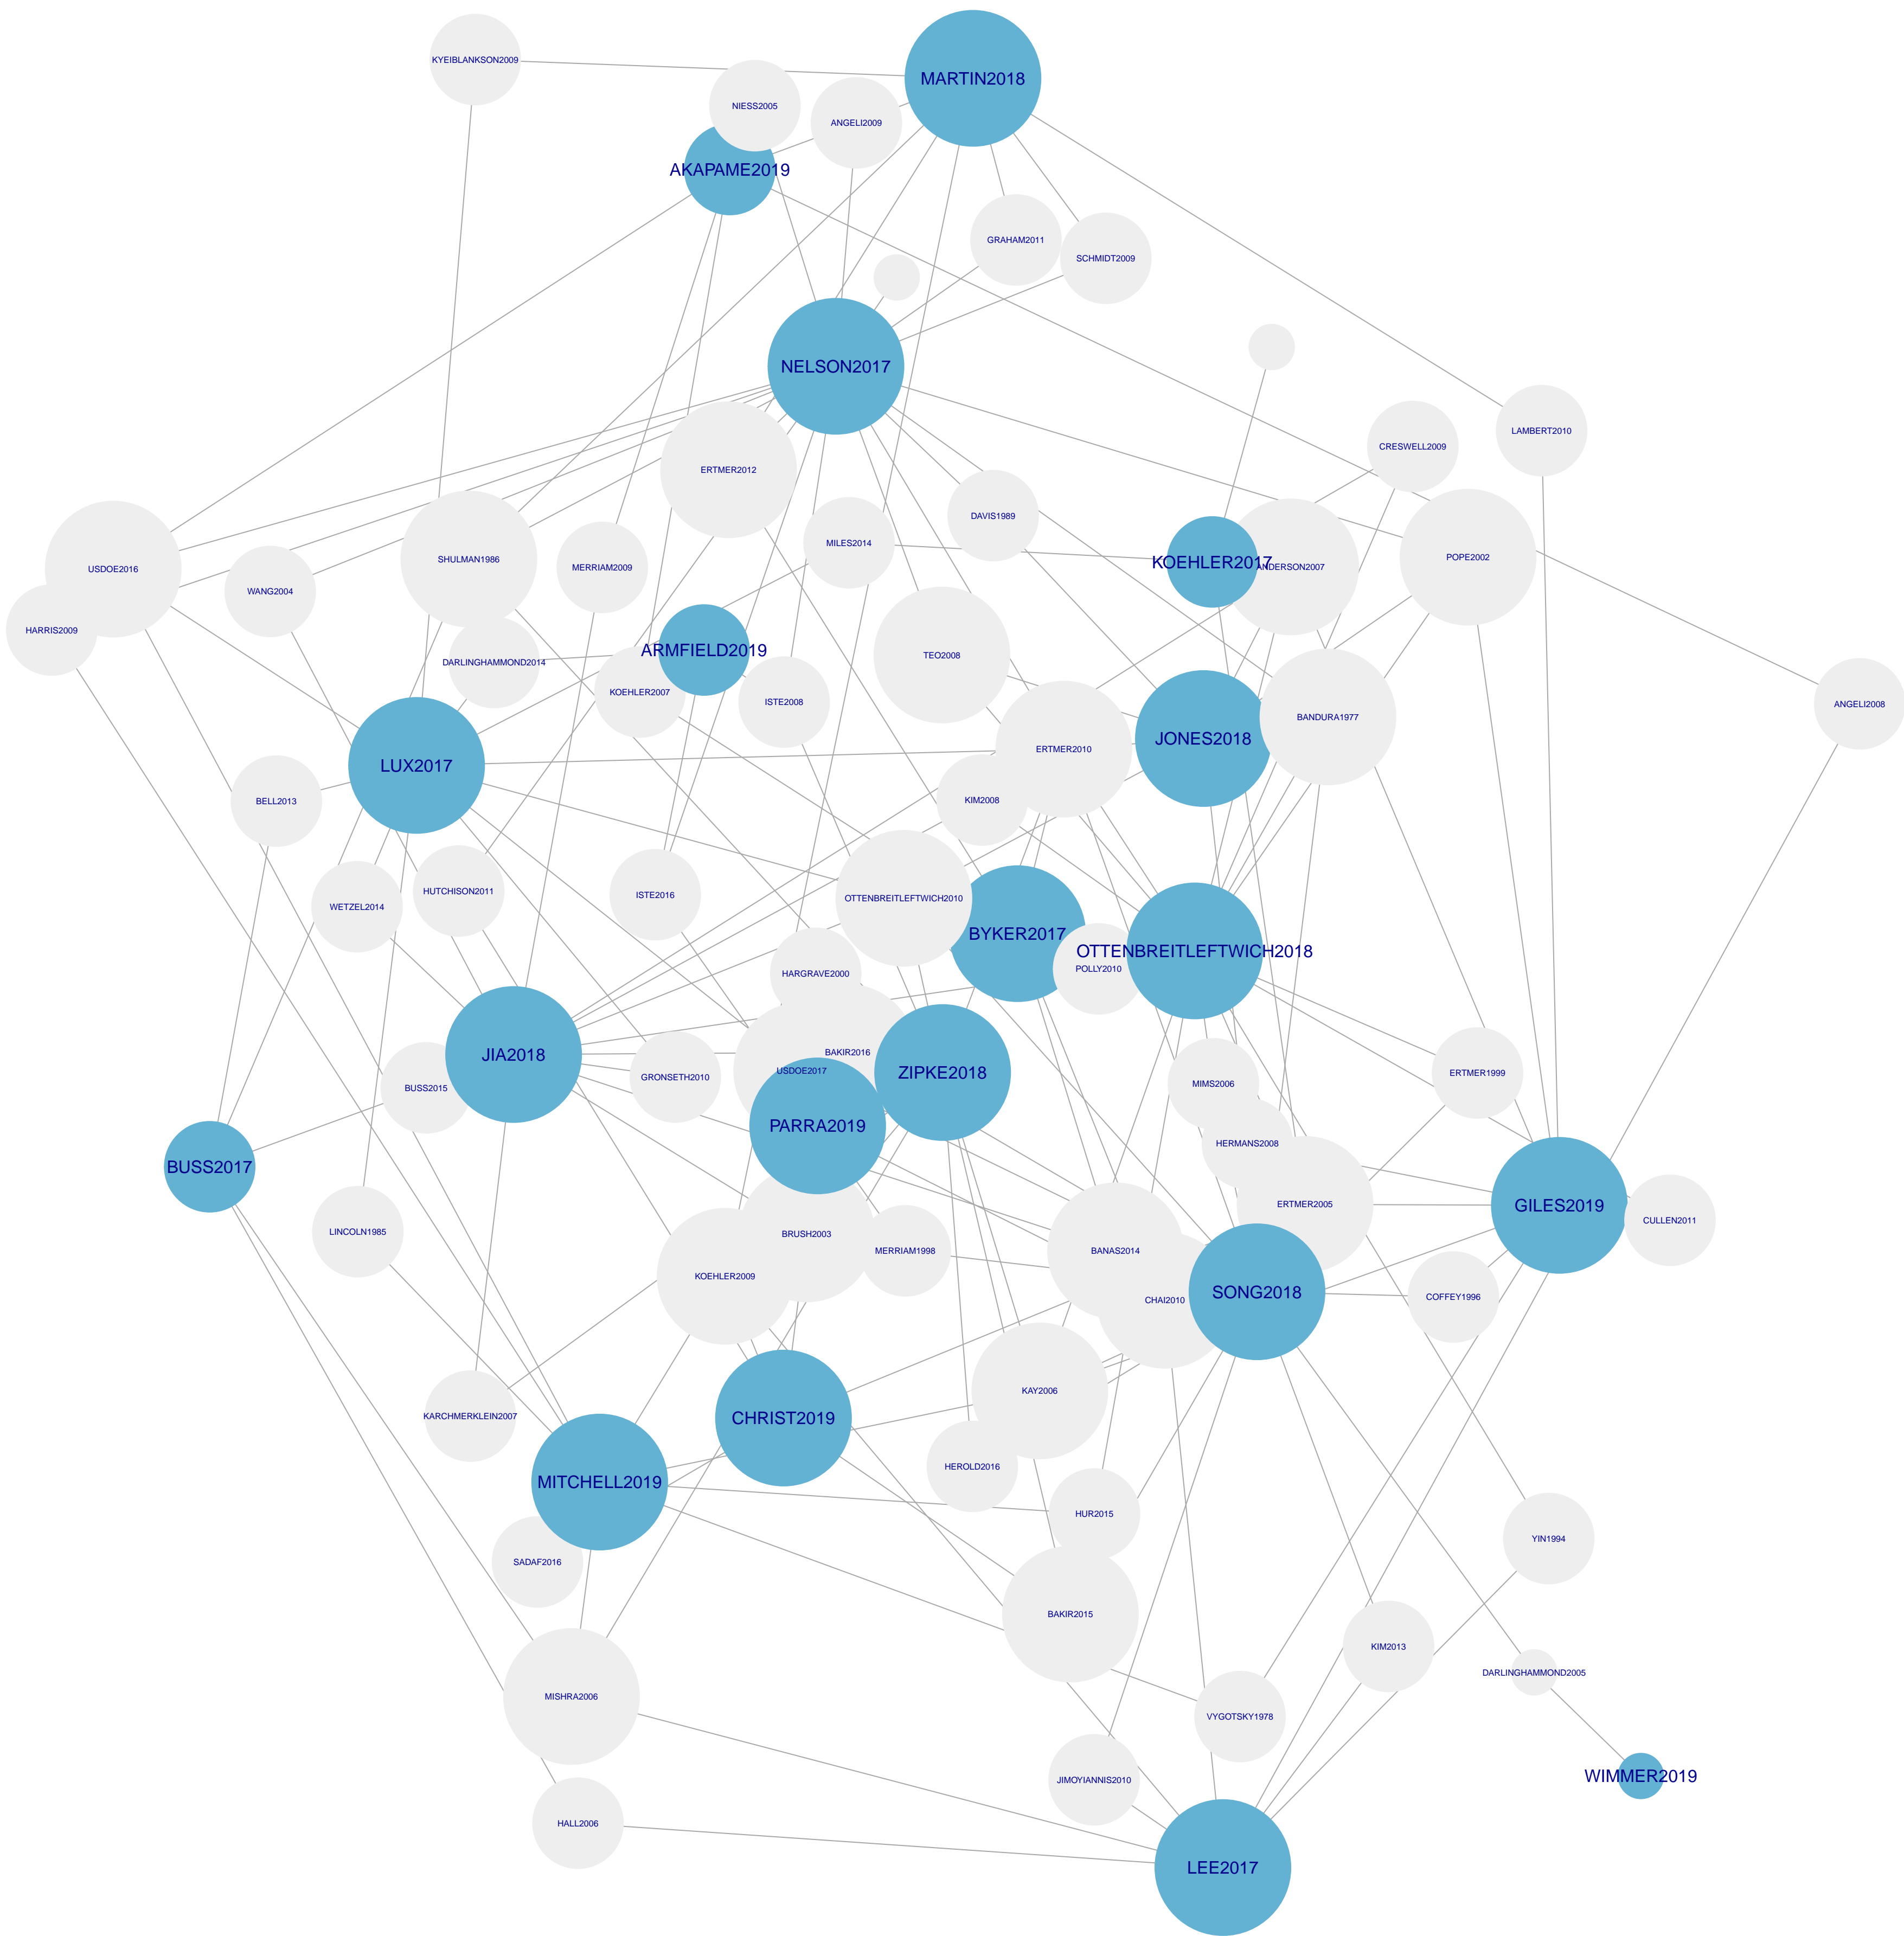 KYEIBLANKSON2009
MARTIN2018
NIESS2005
ANGELI2009
AKAPAME2019
GRAHAM2011
SCHMIDT2009
NELSON2017
LAMBERT2010
CRESWELL2009
ERTMER2012
DAVIS1989
MILES2014
POPE2002
SHULMAN1986
KOEHLER2017
ANDERSON2007
MERRIAM2009
USDOE2016
WANG2004
HARRIS2009
ARMFIELD2019
TEO2008
DARLINGHAMMOND2014
KOEHLER2007
ISTE2008
ANGELI2008
BANDURA1977
JONES2018
ERTMER2010
LUX2017
BELL2013
KIM2008
HUTCHISON2011
ISTE2016
OTTENBREITLEFTWICH2010
WETZEL2014
BYKER2017
OTTENBREITLEFTWICH2018
POLLY2010
HARGRAVE2000
JIA2018
BAKIR2016
USDOE2017
ZIPKE2018
ERTMER1999
GRONSETH2010
MIMS2006
BUSS2015
PARRA2019
HERMANS2008
BUSS2017
ERTMER2005
GILES2019
CULLEN2011
LINCOLN1985
BRUSH2003
MERRIAM1998
BANAS2014
KOEHLER2009
SONG2018
COFFEY1996
CHAI2010
KAY2006
KARCHMERKLEIN2007
CHRIST2019
HEROLD2016
MITCHELL2019
HUR2015
YIN1994
SADAF2016
BAKIR2015
KIM2013
DARLINGHAMMOND2005
MISHRA2006
VYGOTSKY1978
WIMMER2019
JIMOYIANNIS2010
HALL2006
LEE2017